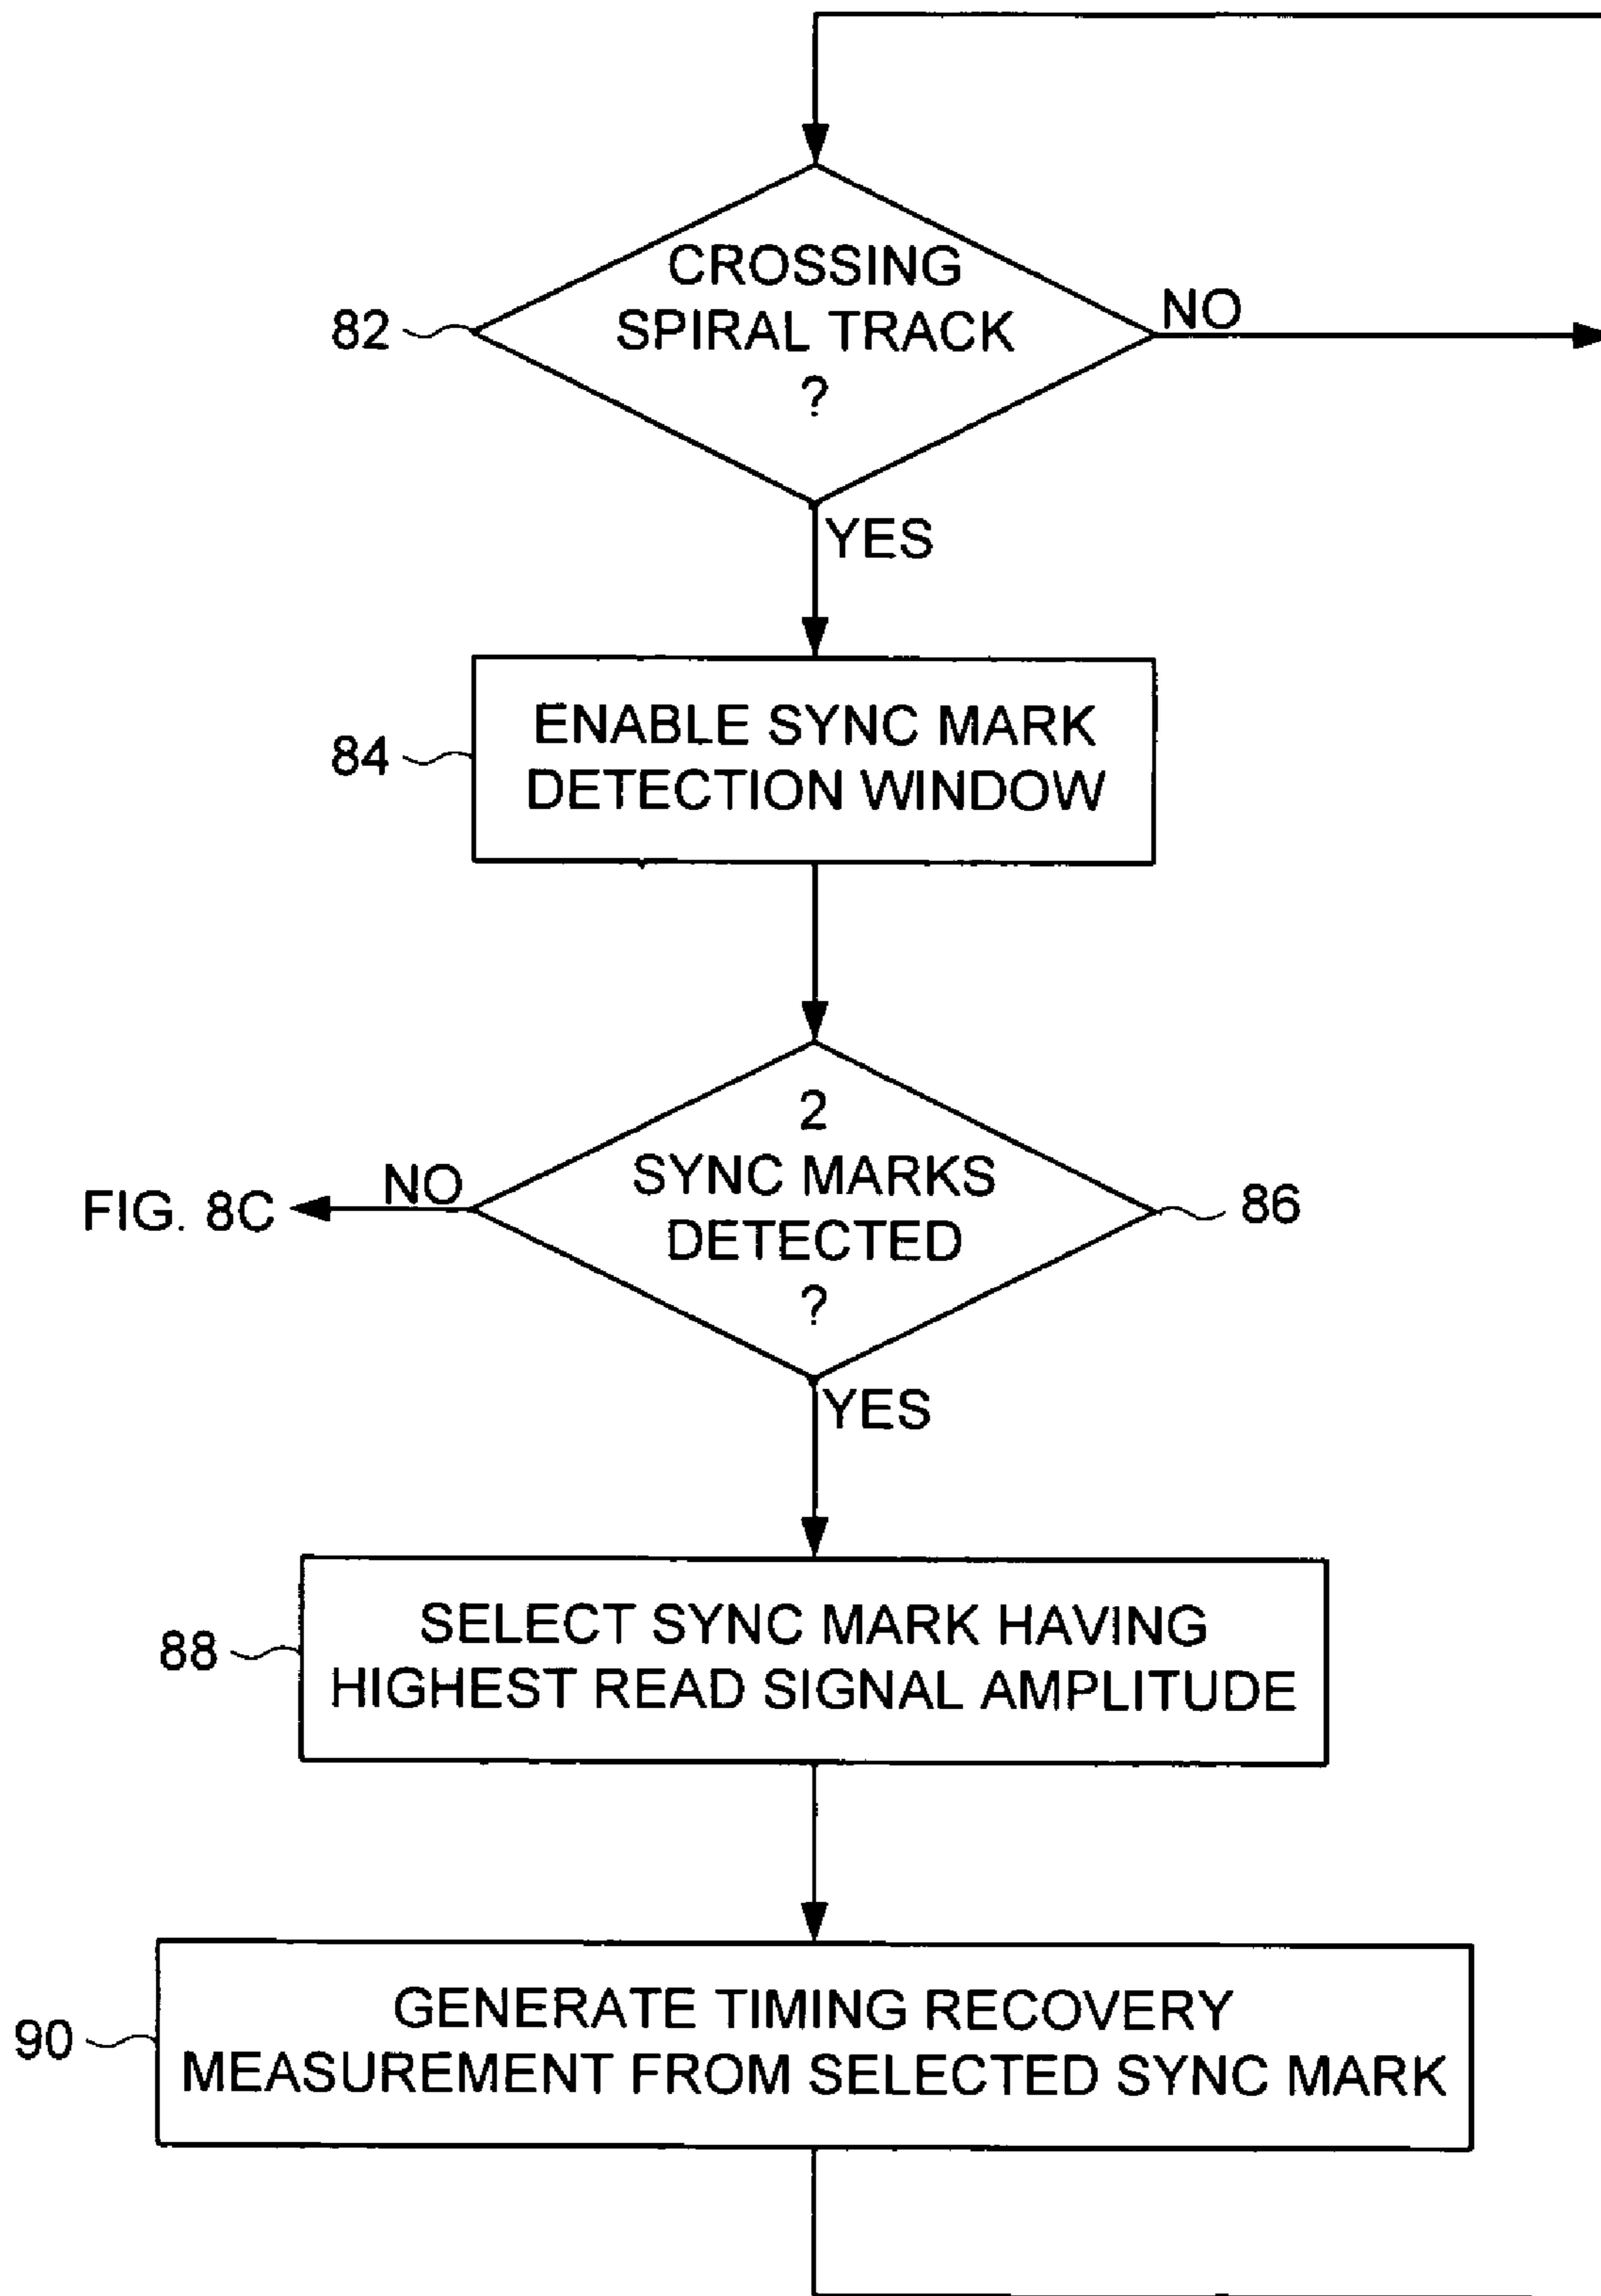 CROSSING
SPIRAL TRACK
?
82
NO
YES
ENABLE SYNC MARK
DETECTION WINDOW
84
2
SYNC MARKS
DETECTED
?
NO
FIG. 8C
86
YES
SELECT SYNC MARK HAVING
HIGHEST READ SIGNAL AMPLITUDE
88
GENERATE TIMING RECOVERY
MEASUREMENT FROM SELECTED SYNC MARK
90